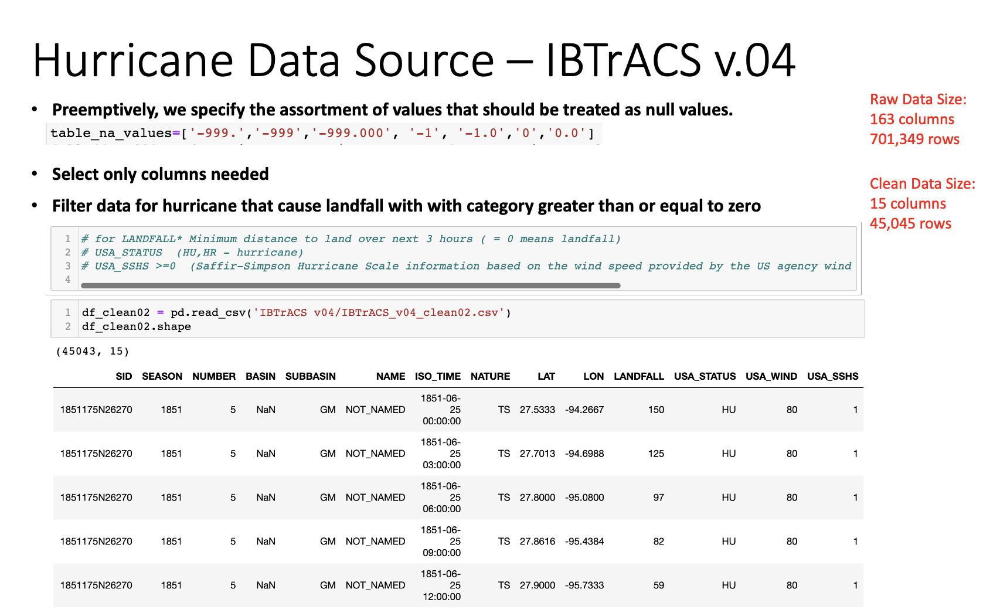 Hurricane Data Source – IBTrACS v.04
• Preemptively, we specify the assortment of values that should be treated as null values.
table_na_values=['-999.','-999','-999.000', '-1', '-1.0','0','0.0']
• Select only columns needed
• Filter data for hurricane that cause landfall with with category greater than or equal to zero
Raw Data Size:
163 columns
701,349 rows
Clean Data Size:
15 columns
45,045 rows
1 # for LANDFALL* Minimum distance to land over next 3 hours ( = 0 means landfall)
2 # USA_STATUS (HU,HR - hurricane)
3 # USA_SSHS >=0 (Saffir-Simpson Hurricane Scale information based on the wind speed provided by the US agency wind
4
1 df_clean02 = pd.read_csv('IBTrACS v04/IBTrACS_v04_clean02.csv')
2 df_clean02.shape
(45043, 15)
SID SEASON NUMBER BASIN SUBBASIN NAME ISO_TIME NATURE LAT LON LANDFALL USA_STATUS USA_WIND USA_SSHS
1851-06-
1851175N26270 1851 5 NaN GM NOT_NAMED 25 TS 27.5333 -94.2667 150 HU 80 1
00:00:00
1851-06-
1851175N26270 1851 5 NaN GM NOT_NAMED 25 TS 27.7013 -94.6988 125 HU 80 1
03:00:00
1851-06-
1851175N26270 1851 5 NaN GM NOT_NAMED 25 TS 27.8000 -95.0800 97 HU 80 1
06:00:00
1851-06-
1851175N26270 1851 5 NaN GM NOT_NAMED 25 TS 27.8616 -95.4384 82 HU 80 1
09:00:00
1851-06-
1851175N26270 1851 5 NaN GM NOT_NAMED 25 TS 27.9000 -95.7333 59 HU 80 1
12:00:00